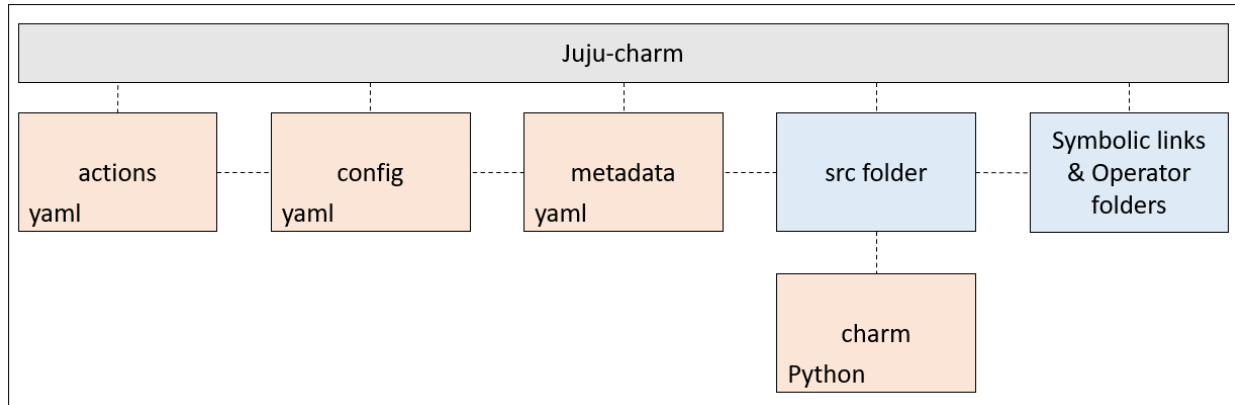 Juju-charm
actions
yaml
config
yaml
metadata
yaml
src folder
Symbolic links
& Operator
folders
charm
Python